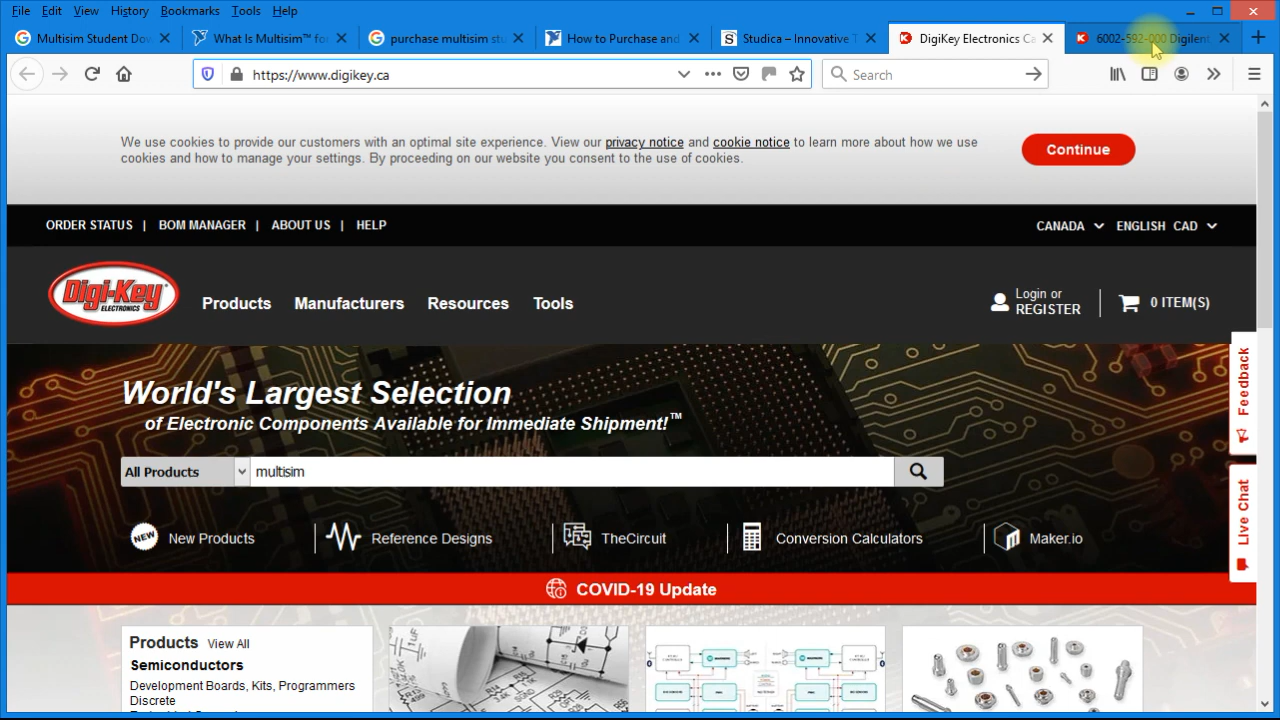 File Edit View History Bookmarks Tools Help
Multisim Student Dow
What Is Multisim™ for
purchase multisim stu
How to Purchase and
Studica – Innovative T
DigiKey Electronics Ca
6002-592-000 Digilent
https://www.digikey.ca
Search
We use cookies to provide our customers with an optimal site experience. View our privacy notice and cookie notice to learn more about how we use
cookies and how to manage your settings. By proceeding on our website you consent to the use of cookies.
Continue
ORDER STATUS | BOM MANAGER | ABOUT US | HELP
CANADA ENGLISH CAD
Digi-Key
ELECTRONICS
Products Manufacturers Resources Tools
Login or
REGISTER
0 ITEM(S)
Feedback
World's Largest Selection
of Electronic Components Available for Immediate Shipment!™
All Products multisim
Live Chat
NEW New Products
Reference Designs
TheCircuit
Conversion Calculators
Maker.io
COVID-19 Update
Products View All
Semiconductors
Development Boards, Kits, Programmers
Discrete